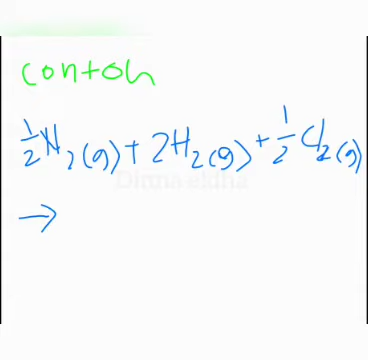 contoh
½N₂(g) + 2H₂(g) + ½Cl₂(g)
→